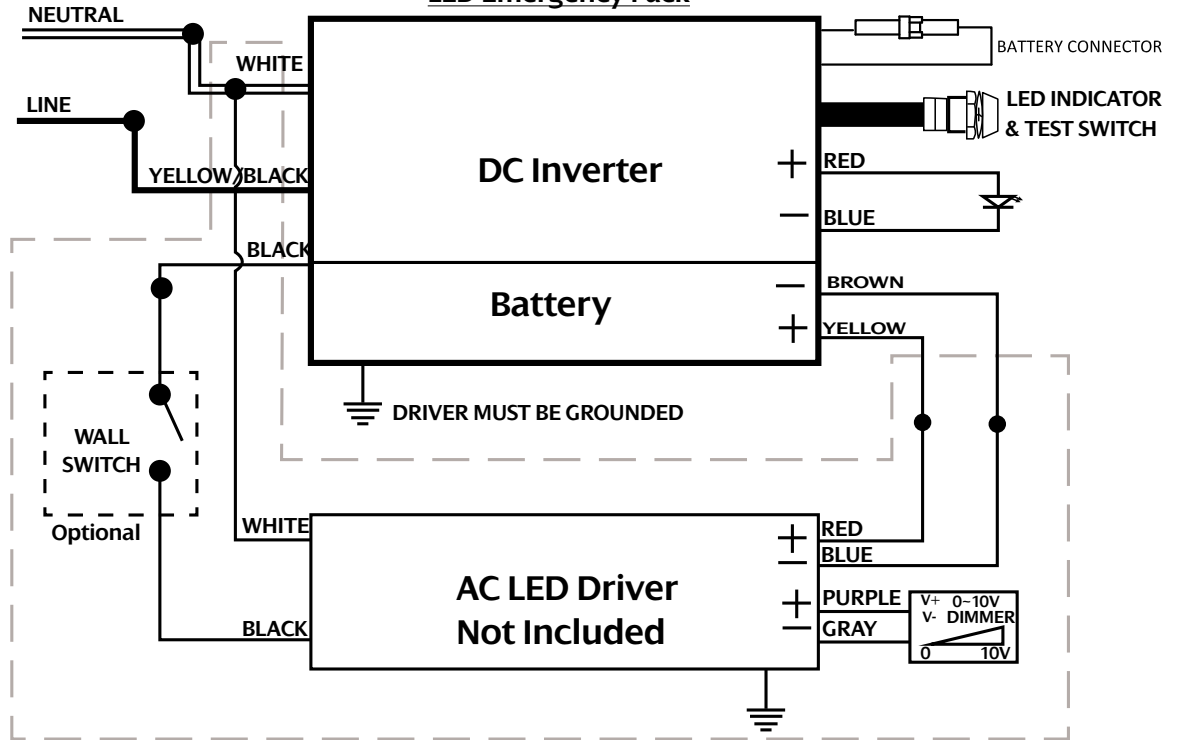 LED Emergency Pack
NEUTRAL
WHITE
LINE
YELLOW/BLACK
BLACK
DC Inverter
Battery
BATTERY CONNECTOR
LED INDICATOR
& TEST SWITCH
+ RED
— BLUE
— BROWN
+ YELLOW
DRIVER MUST BE GROUNDED
WALL
SWITCH
Optional
WHITE
BLACK
AC LED Driver
Not Included
+ RED
— BLUE
+ PURPLE
— GRAY
V+ 0~10V
V- DIMMER
0 10V